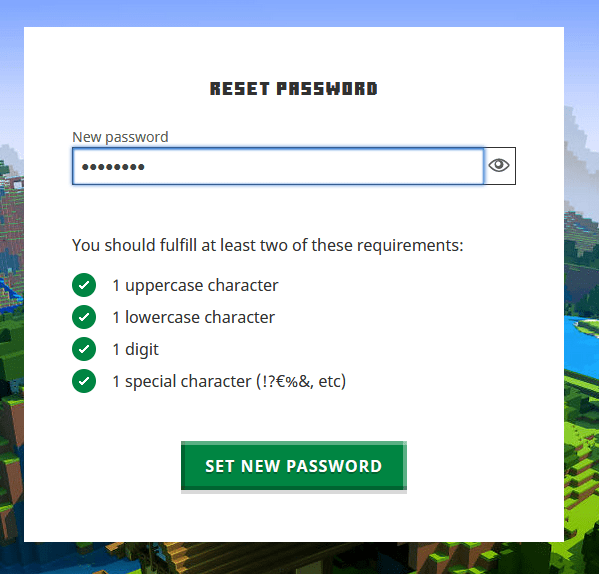 RESET PASSWORD
New password
••••••••
You should fulfill at least two of these requirements:
1 uppercase character
1 lowercase character
1 digit
1 special character (!?€%&, etc)
SET NEW PASSWORD